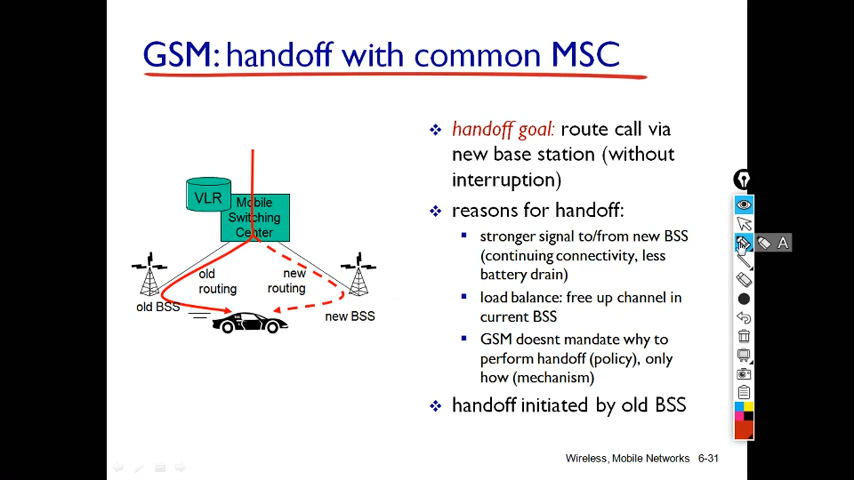 GSM: handoff with common MSC
handoff goal: route call via
new base station (without
interruption)
reasons for handoff:
stronger signal to/from new BSS
(continuing connectivity, less
battery drain)
load balance: free up channel in
current BSS
GSM doesnt mandate why to
perform handoff (policy), only
how (mechanism)
handoff initiated by old BSS
VLR
Mobile
Switching
Center
old
routing
new
routing
old BSS
new BSS
A
Wireless, Mobile Networks 6-31